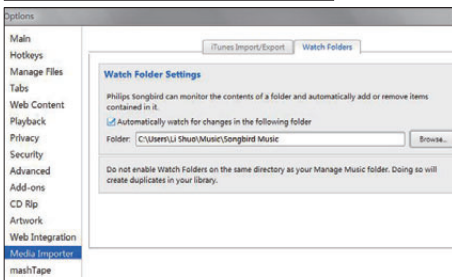 Options
Main
Hotkeys
Manage Files
Tabs
Web Content
Playback
Privacy
Security
Advanced
Add-ons
CD Rip
Artwork
Web Integration
Media Importer
mashTape
iTunes Import/Export
Watch Folders
Watch Folder Settings
Philips Songbird can monitor the contents of a folder and automatically add or remove items
contained in it.
Automatically watch for changes in the following folder
Folder: C:\Users\Li Shuo\Music\Songbird Music
Browse...
Do not enable Watch Folders on the same directory as your Manage Music folder. Doing so will
create duplicates in your library.